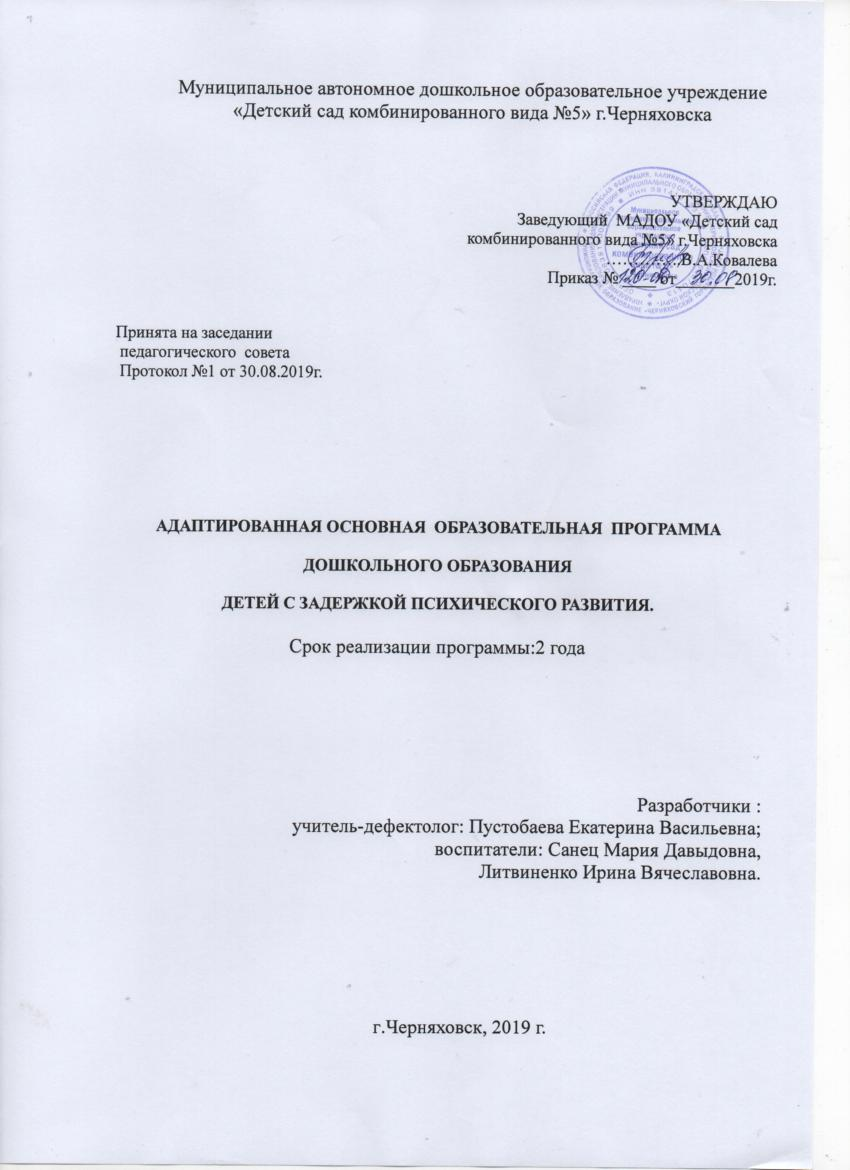 Муниципальное автономное дошкольное образовательное учреждение
«Детский сад комбинированного вида №5» г.Черняховска
УТВЕРЖДАЮ
Заведующий МАДОУ «Детский сад
комбинированного вида №5» г.Черняховска
В.А.Ковалева
Приказ № от 30.08 2019г.
Принята на заседании
педагогического совета
Протокол №1 от 30.08.2019г.
АДАПТИРОВАННАЯ ОСНОВНАЯ ОБРАЗОВАТЕЛЬНАЯ ПРОГРАММА
ДОШКОЛЬНОГО ОБРАЗОВАНИЯ
ДЕТЕЙ С ЗАДЕРЖКОЙ ПСИХИЧЕСКОГО РАЗВИТИЯ.
Срок реализации программы:2 года
Разработчики :
учитель-дефектолог: Пустобаева Екатерина Васильевна;
воспитатели: Санец Мария Давыдовна,
Литвиненко Ирина Вячеславовна.
г.Черняховск, 2019 г.